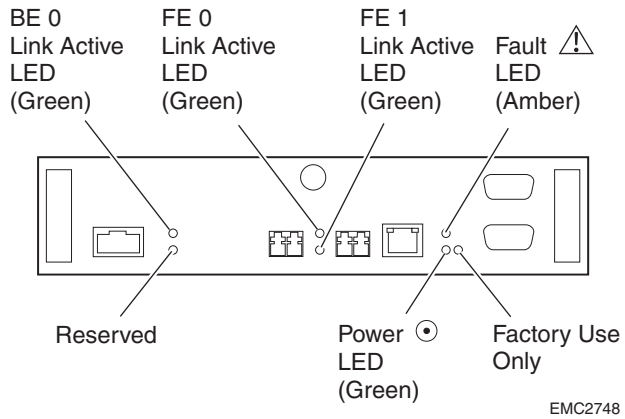 BE 0
Link Active
LED
(Green)
FE 0
Link Active
LED
(Green)
FE 1
Link Active
LED
(Green)
Fault
LED
(Amber)
Reserved
Power
LED
(Green)
Factory Use
Only
EMC2748